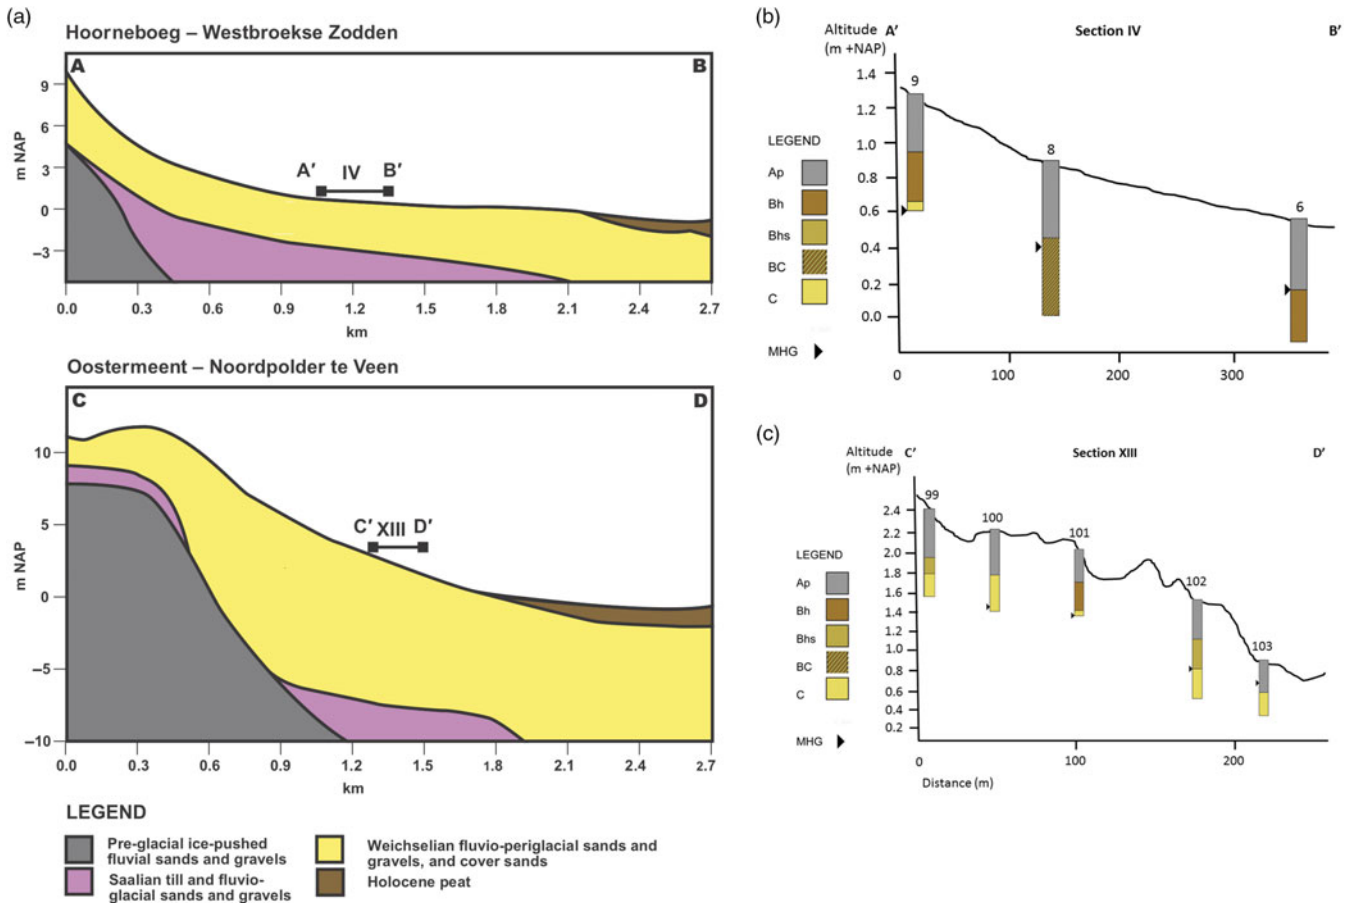 (a)
Hoorneboeg – Westbroekse Zodden
A
B
9
6
3
0
–3
m NAP
A′ IV B′
0.0 0.3 0.6 0.9 1.2 1.5 1.8 2.1 2.4 2.7
km
Oostermeent – Noordpolder te Veen
C
D
10
5
0
–5
–10
m NAP
C′ XIII D′
0.0 0.3 0.6 0.9 1.2 1.5 1.8 2.1 2.4 2.7
km
LEGEND
Pre-glacial ice-pushed
fluvial sands and gravels
Saalian till and fluvio-
glacial sands and gravels
Weichselian fluvio-periglacial sands and
gravels, and cover sands
Holocene peat
(b)
Altitude A′ Section IV B′
(m +NAP)
1.4
1.2
1.0
0.8
0.6
0.4
0.2
0.0
9
8
6
0 100 200 300
LEGEND
Ap
Bh
Bhs
BC
C
MHG
(c)
Altitude C′ Section XIII D′
(m +NAP)
2.4
2.2
2.0
1.8
1.6
1.4
1.2
1.0
0.8
0.6
0.4
0.2
99
100
101
102
103
0 100 200
Distance (m)
LEGEND
Ap
Bh
Bhs
BC
C
MHG